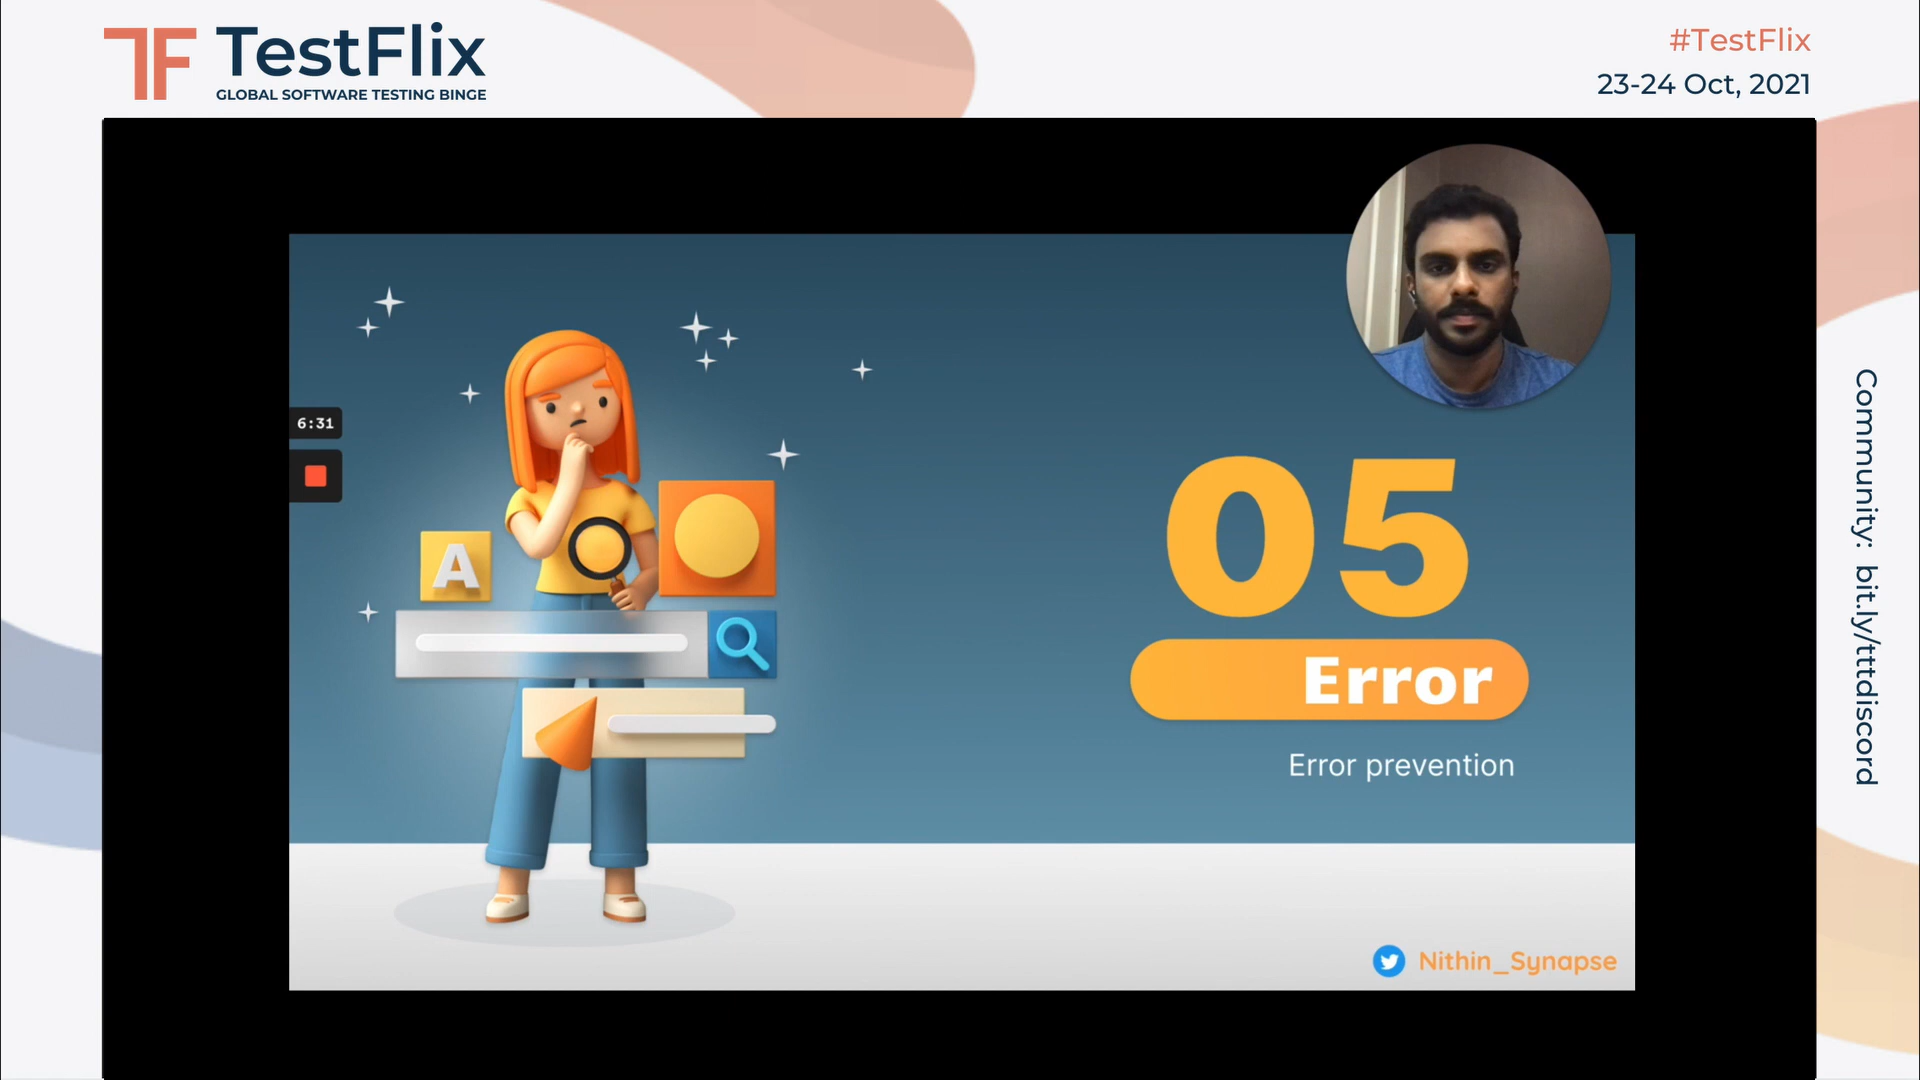 TF TestFlix
GLOBAL SOFTWARE TESTING BINGE
#TestFlix
23-24 Oct, 2021
6:31
A
05
Error
Error prevention
Nithin_Synapse
Community: bit.ly/tttdiscord